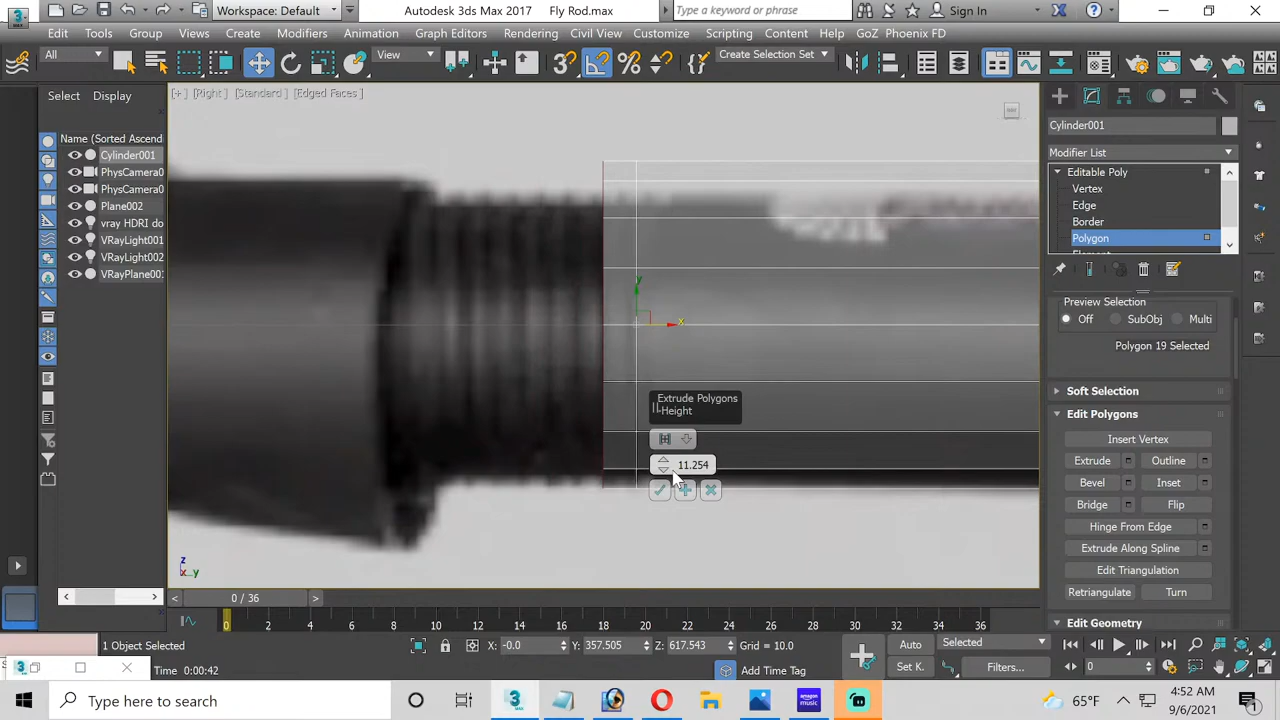 Autodesk 3ds Max 2017 Fly Rod.max
Workspace: Default
Type a keyword or phrase
Sign In
Edit Tools Group Views Create Modifiers Animation Graph Editors Rendering Civil View Customize Scripting Content Help GoZ Phoenix FD
All
View
Create Selection Set
Select Display
[+] [Right] [Standard] [Edged Faces]
Name (Sorted Ascend
Cylinder001
PhysCamera0
PhysCamera0
Plane002
vray HDRI do
VRayLight001
VRayLight002
VRayPlane001
Cylinder001
Modifier List
Editable Poly
Vertex
Edge
Border
Polygon
Preview Selection
Off SubObj Multi
Polygon 19 Selected
Soft Selection
Edit Polygons
Insert Vertex
Extrude Outline
Bevel Inset
Bridge Flip
Hinge From Edge
Extrude Along Spline
Edit Triangulation
Retriangulate Turn
Edit Geometry
Extrude Polygons
Height
11.254
y
x
z
x y
0 / 36
0 2 4 6 8 10 12 14 16 18 20 22 24 26 28 30 32 34 36
1 Object Selected
X: -0.0 Y: 357.505 Z: 617.543 Grid = 10.0
Auto Selected
Time 0:00:42
Add Time Tag
Set K. Filters... 0
Type here to search
amazon music
65°F
4:52 AM
9/6/2021